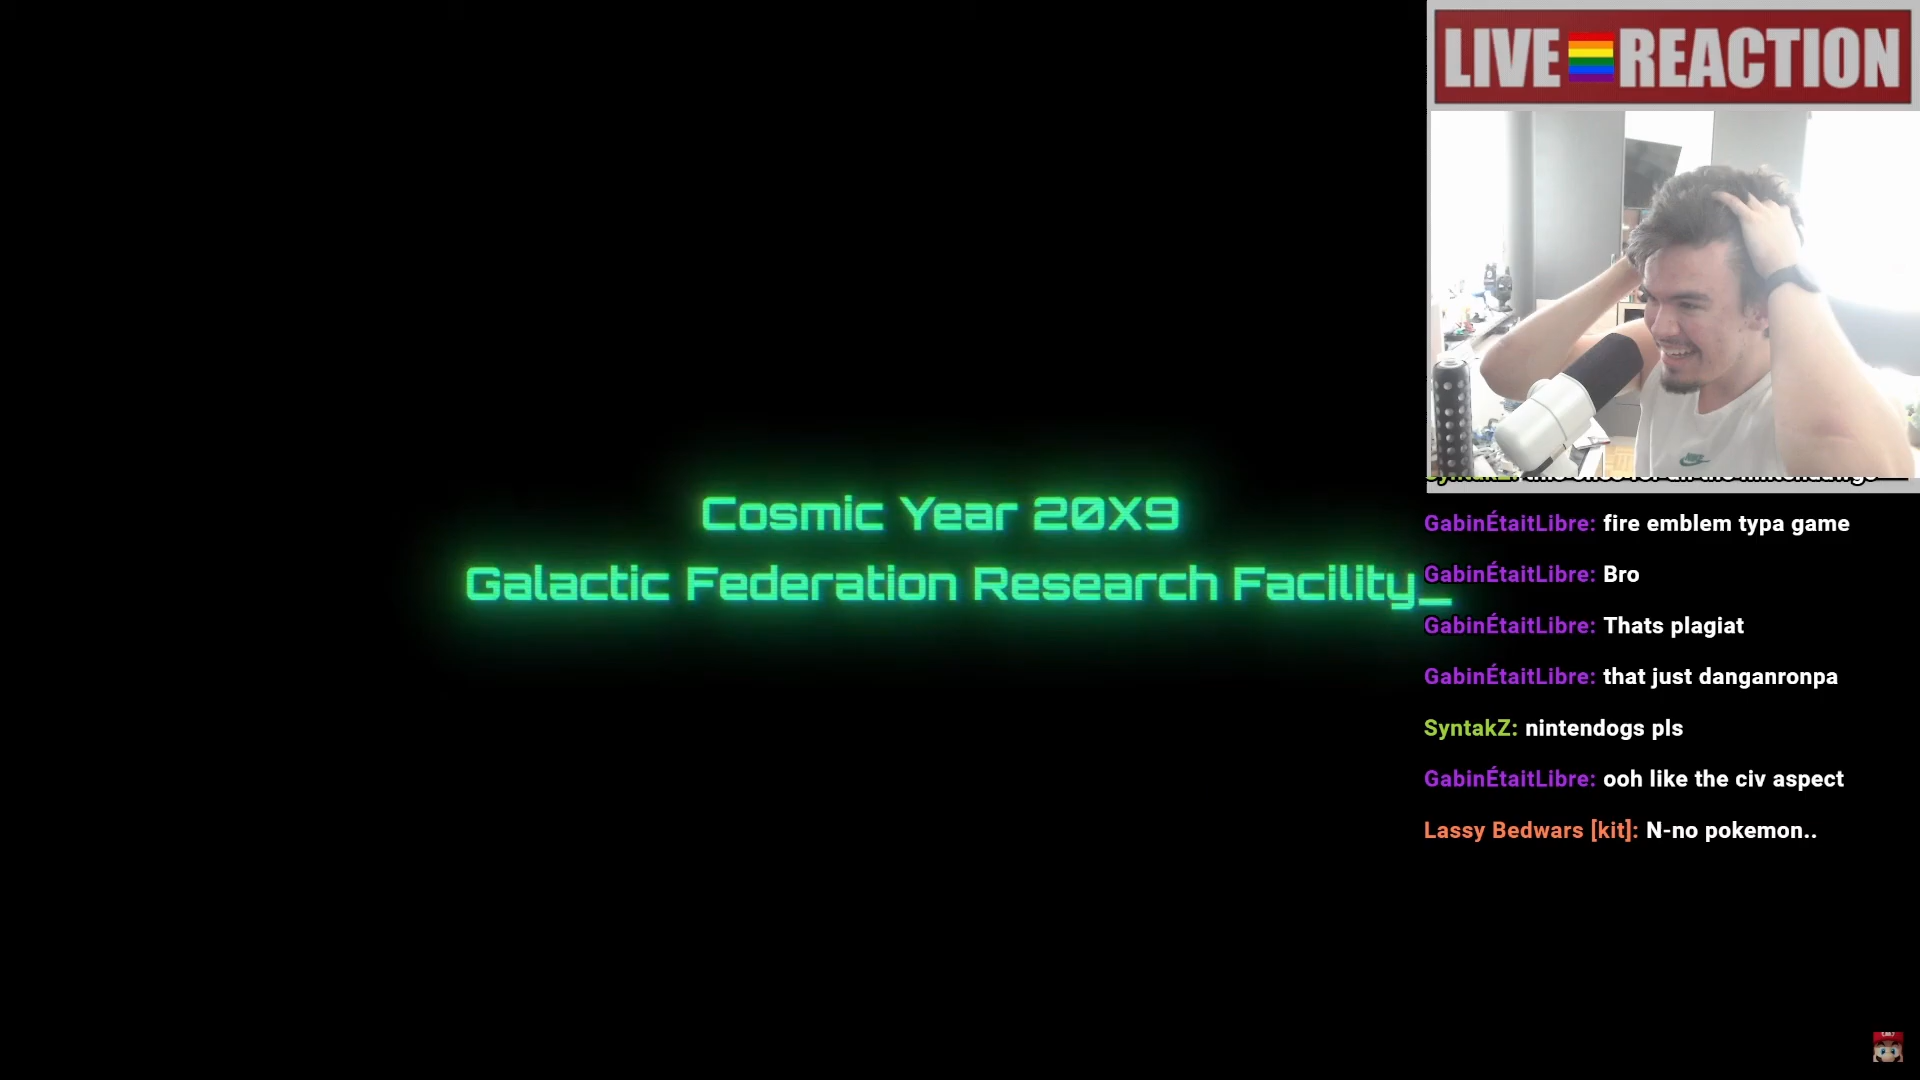 LIVE REACTION
Cosmic Year 20X9
Galactic Federation Research Facility_
GabinÉtaitLibre: fire emblem typa game
GabinÉtaitLibre: Bro
GabinÉtaitLibre: Thats plagiat
GabinÉtaitLibre: that just danganronpa
SyntakZ: nintendogs pls
GabinÉtaitLibre: ooh like the civ aspect
Lassy Bedwars [kit]: N-no pokemon..